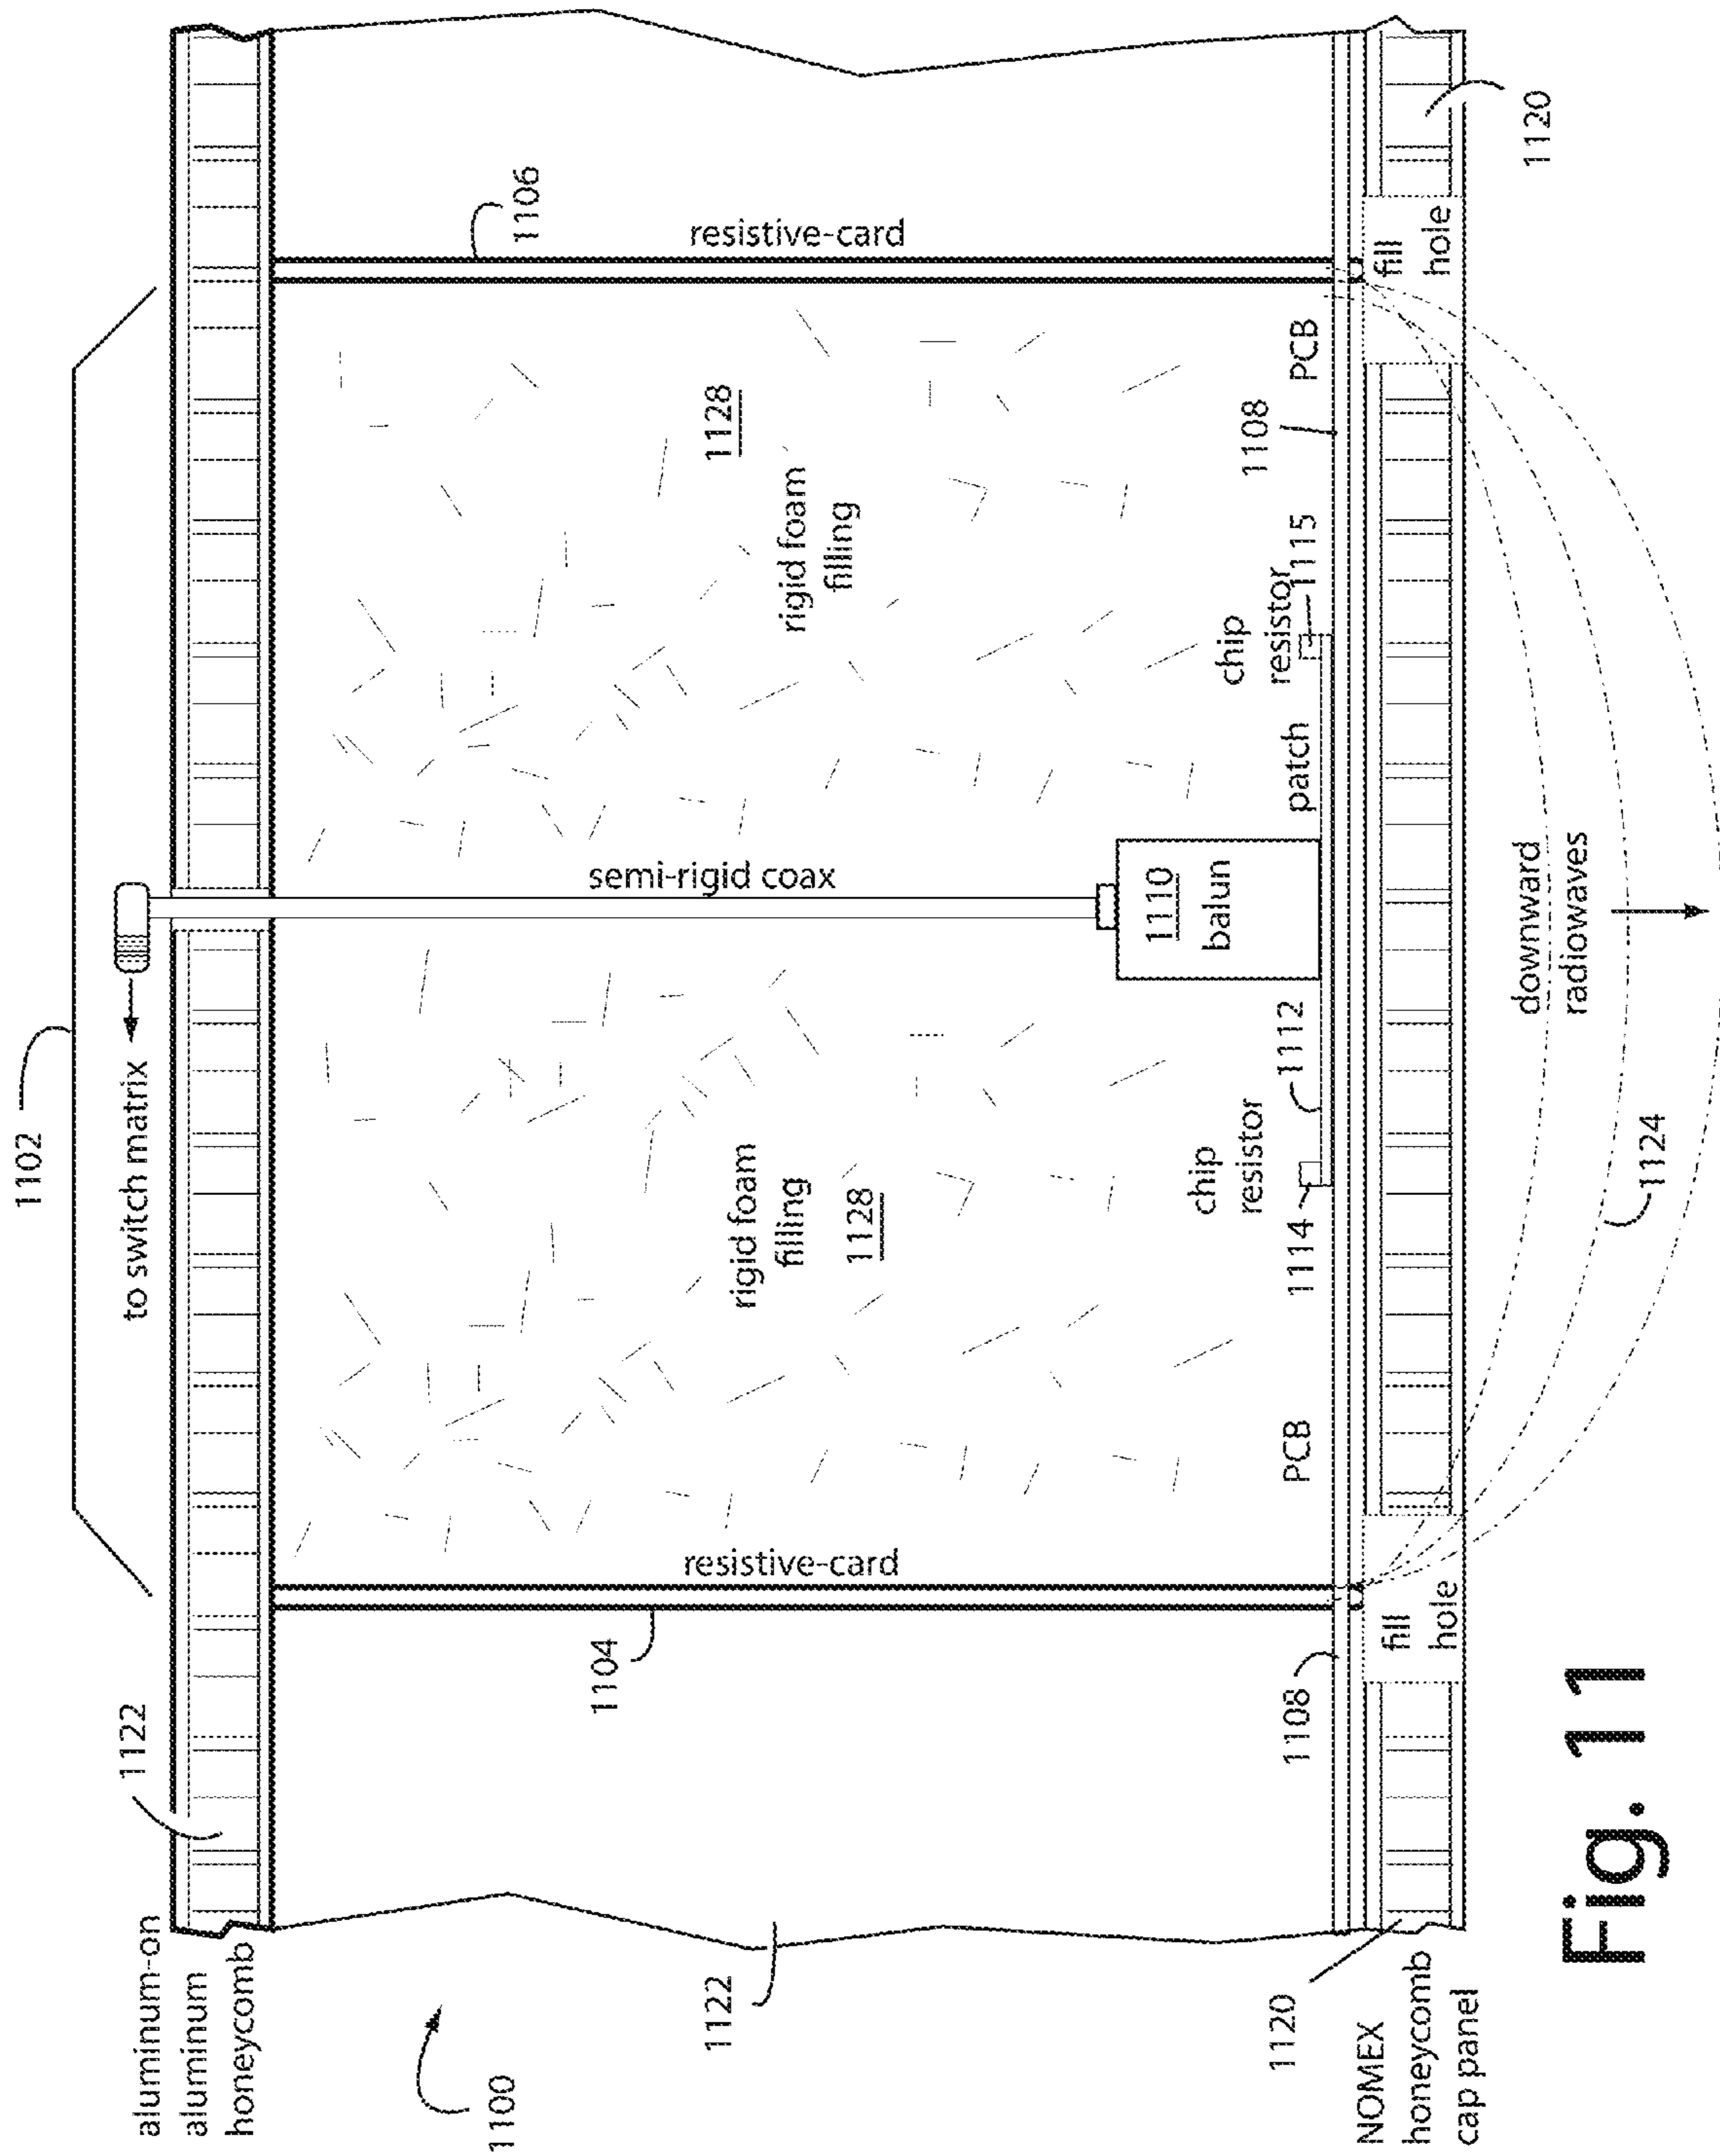 1102
to switch matrix
1122
aluminum-on
aluminum
honeycomb
1100
1122
1104
resistive-card
semi-rigid coax
resistive-card
1106
rigid foam
filling
1128
1128
rigid foam
filling
1110
balun
PCB
1108
chip
resistor
1114
1112
patch
chip
resistor
1115
1108
PCB
fill
hole
fill
hole
1120
NOMEX
honeycomb
cap panel
1120
downward
radiowaves
1124
Fig. 11